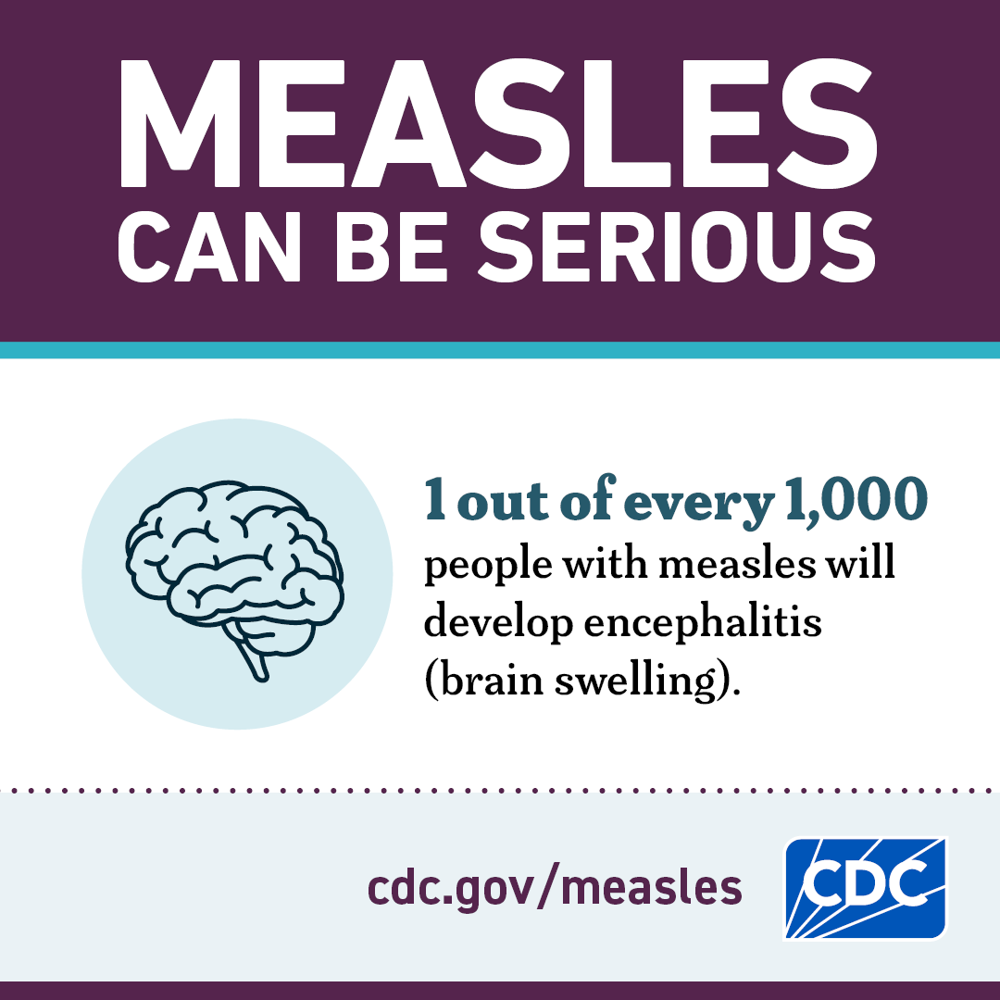 MEASLES
CAN BE SERIOUS
1 out of every 1,000
people with measles will
develop encephalitis
(brain swelling).
cdc.gov/measles
CDC